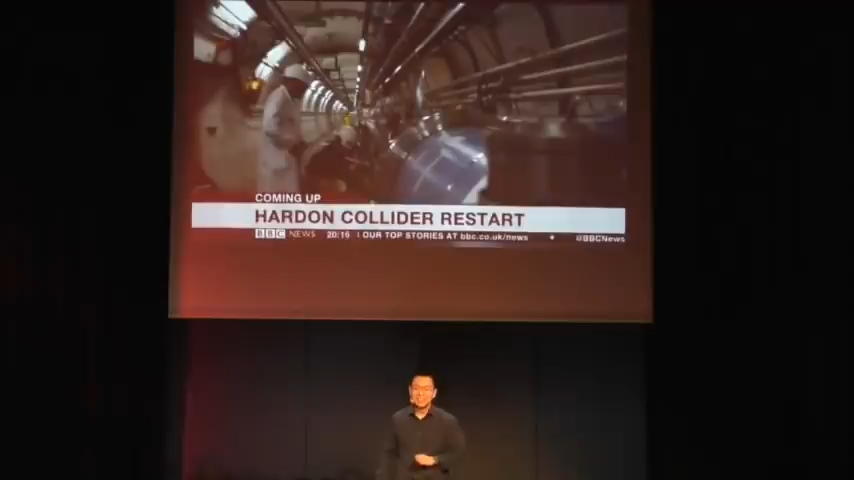 COMING UP
HARDON COLLIDER RESTART
BBC NEWS 20:16 OUR TOP STORIES AT bbc.co.uk/news @BBCNews